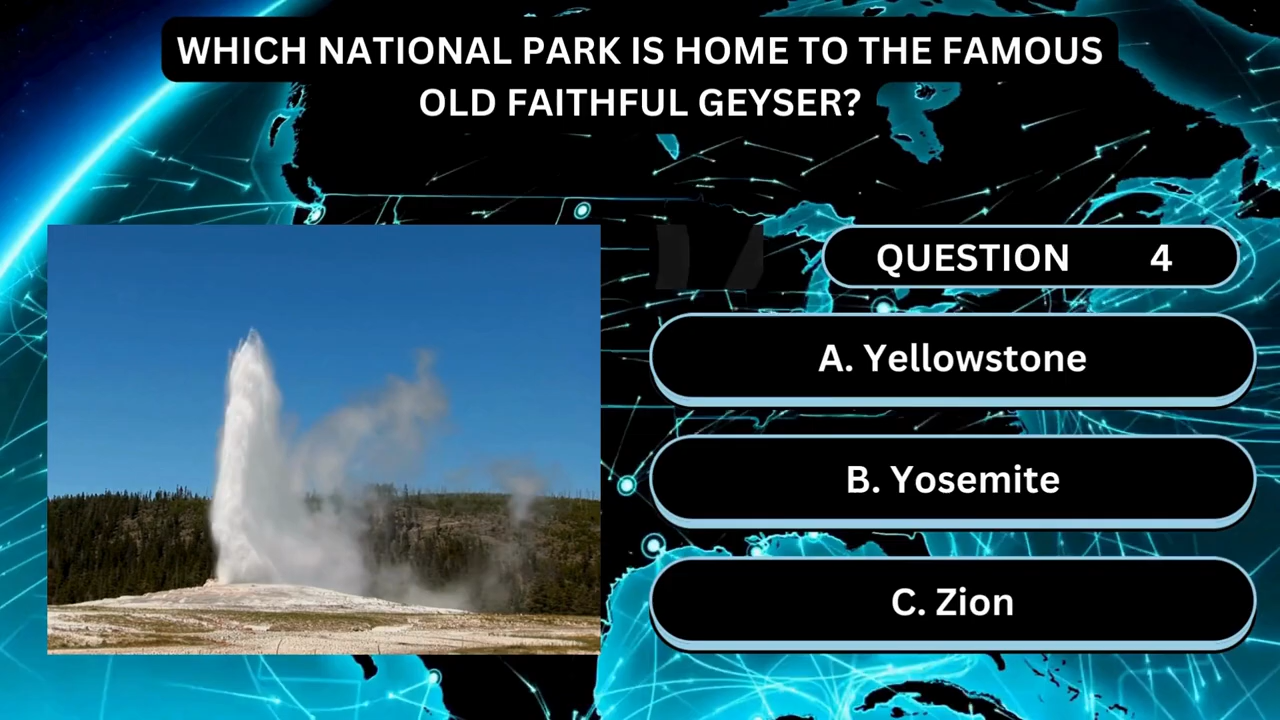 WHICH NATIONAL PARK IS HOME TO THE FAMOUS
OLD FAITHFUL GEYSER?
QUESTION 4
A. Yellowstone
B. Yosemite
C. Zion